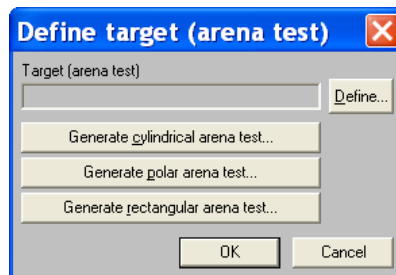 Define target (arena test)
Target (arena test)
Define...
Generate cylindrical arena test...
Generate polar arena test...
Generate rectangular arena test...
OK Cancel